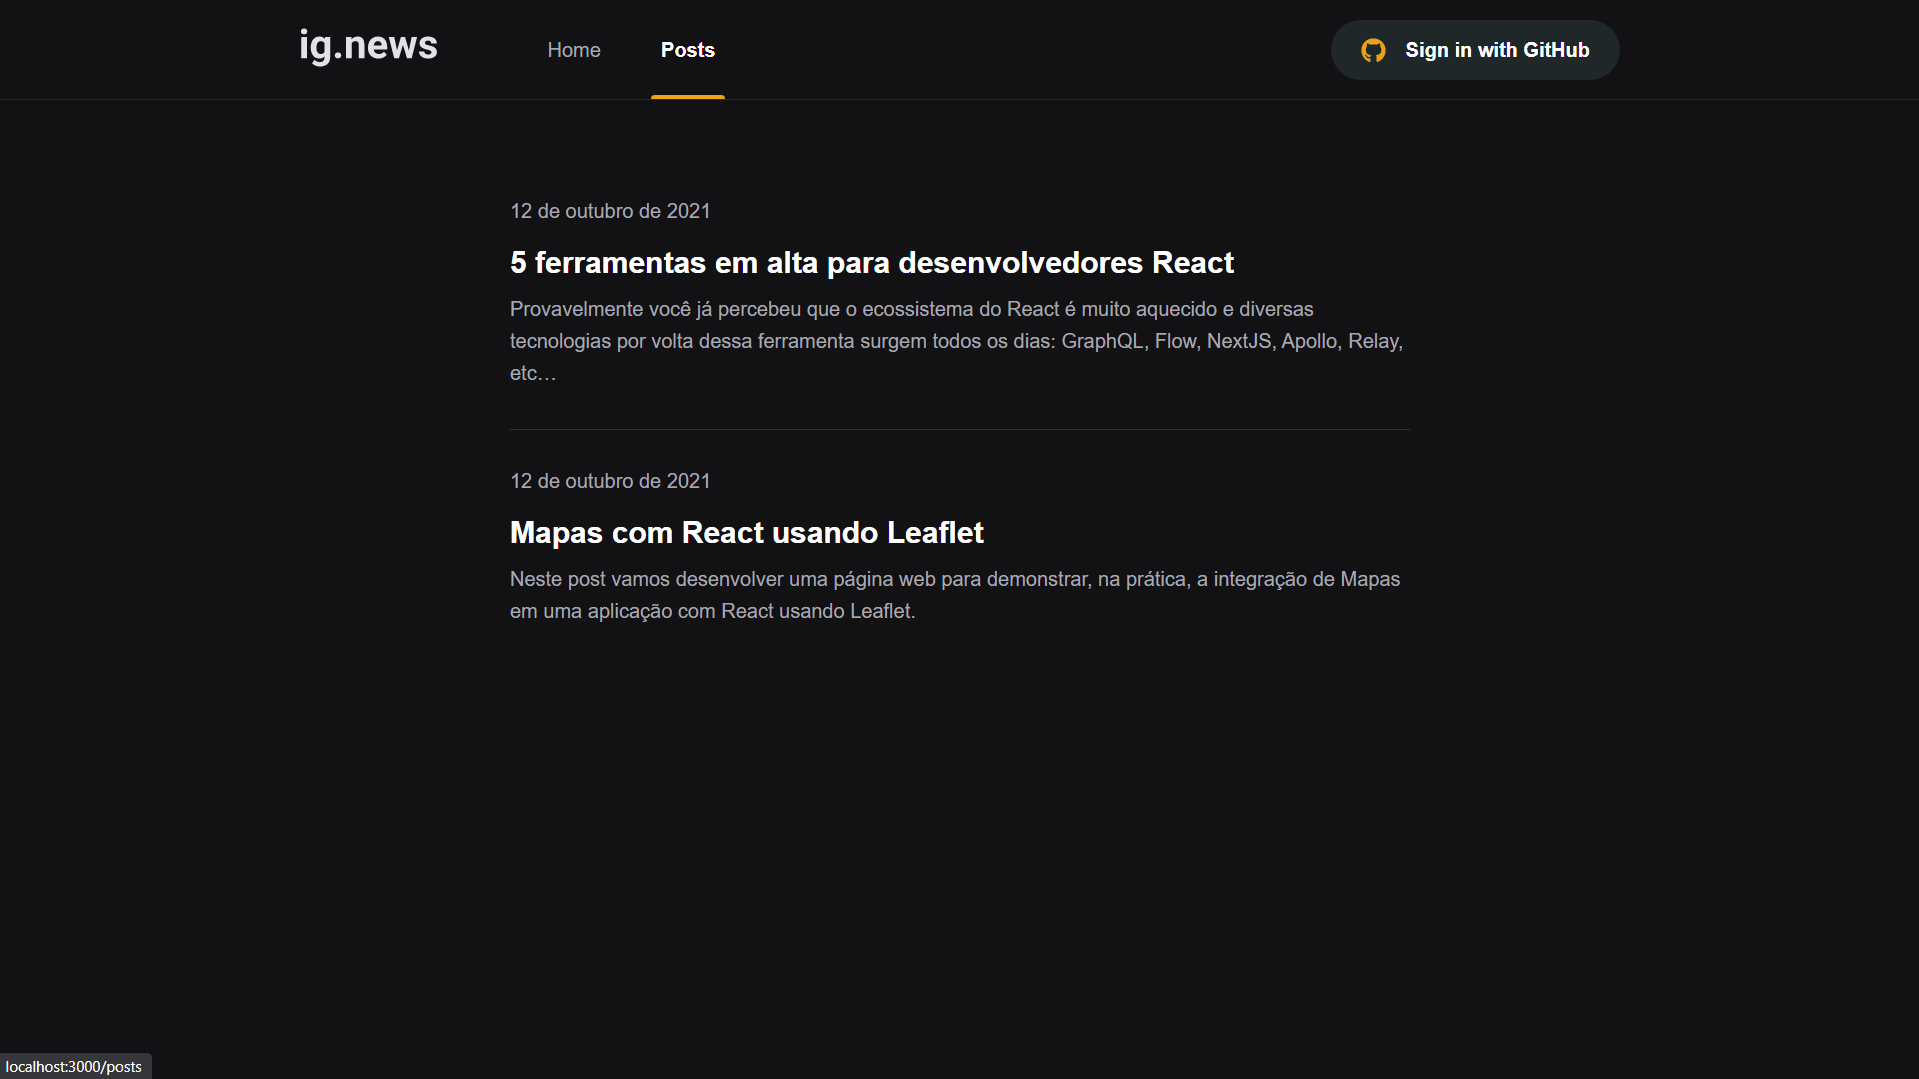 ig.news
Home
Posts
Sign in with GitHub
12 de outubro de 2021
5 ferramentas em alta para desenvolvedores React
Provavelmente você já percebeu que o ecossistema do React é muito aquecido e diversas
tecnologias por volta dessa ferramenta surgem todos os dias: GraphQL, Flow, NextJS, Apollo, Relay,
etc…
12 de outubro de 2021
Mapas com React usando Leaflet
Neste post vamos desenvolver uma página web para demonstrar, na prática, a integração de Mapas
em uma aplicação com React usando Leaflet.
localhost:3000/posts